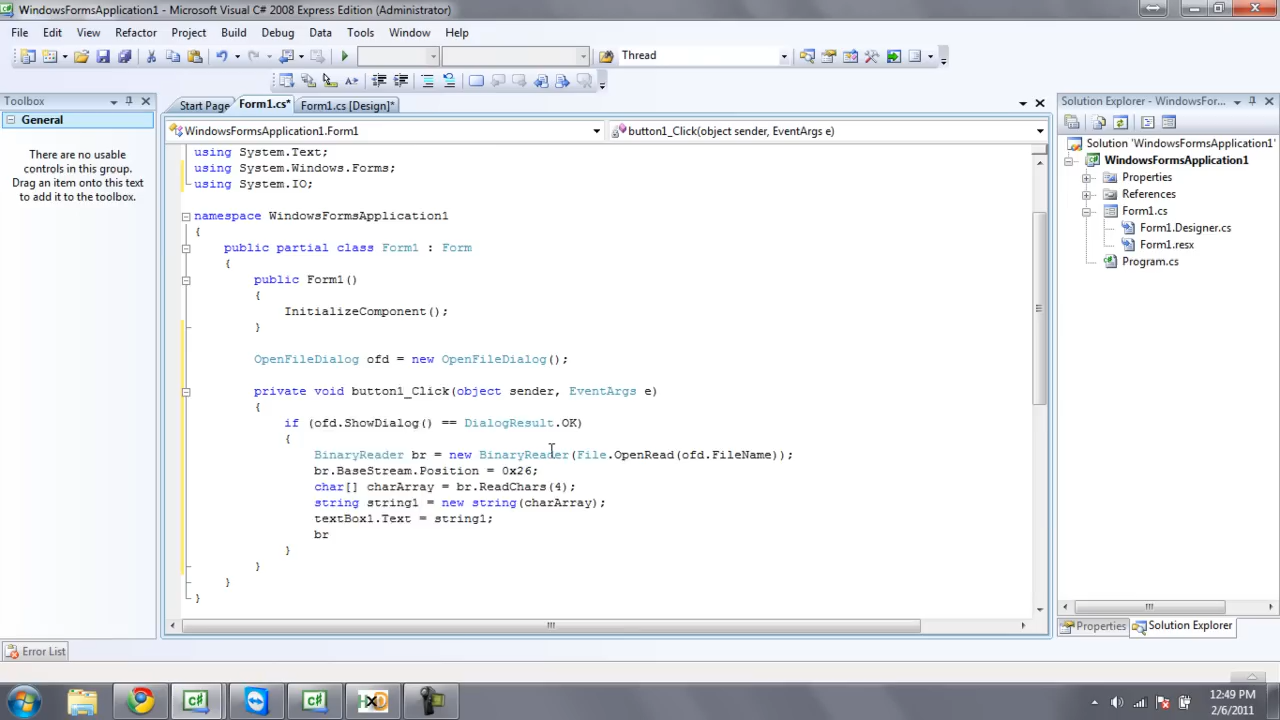 WindowsFormsApplication1 - Microsoft Visual C# 2008 Express Edition (Administrator)
File Edit View Refactor Project Build Debug Data Tools Window Help
Thread
Toolbox
General
There are no usable
controls in this group.
Drag an item onto this text
to add it to the toolbox.
Start Page Form1.cs* Form1.cs [Design]*
WindowsFormsApplication1.Form1 button1_Click(object sender, EventArgs e)
using System.Text;
using System.Windows.Forms;
using System.IO;
namespace WindowsFormsApplication1
{
public partial class Form1 : Form
{
public Form1()
{
InitializeComponent();
}
OpenFileDialog ofd = new OpenFileDialog();
private void button1_Click(object sender, EventArgs e)
{
if (ofd.ShowDialog() == DialogResult.OK)
{
BinaryReader br = new BinaryReader(File.OpenRead(ofd.FileName));
br.BaseStream.Position = 0x26;
char[] charArray = br.ReadChars(4);
string string1 = new string(charArray);
textBox1.Text = string1;
br
}
}
}
}
Solution Explorer - WindowsFor...
Solution 'WindowsFormsApplication1'
WindowsFormsApplication1
Properties
References
Form1.cs
Form1.Designer.cs
Form1.resx
Program.cs
Properties Solution Explorer
Error List
12:49 PM
2/6/2011